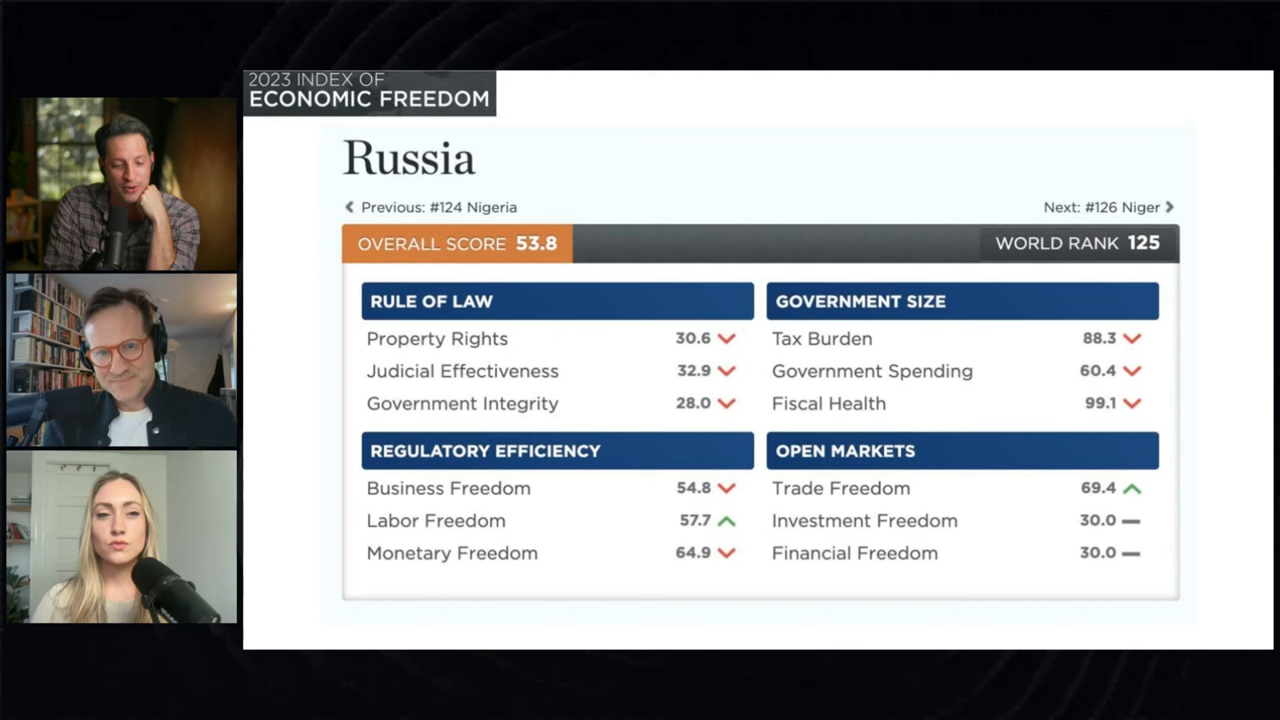 2023 INDEX OF
ECONOMIC FREEDOM
Russia
Previous: #124 Nigeria
Next: #126 Niger
OVERALL SCORE 53.8
WORLD RANK 125
RULE OF LAW
Property Rights 30.6
Judicial Effectiveness 32.9
Government Integrity 28.0
GOVERNMENT SIZE
Tax Burden 88.3
Government Spending 60.4
Fiscal Health 99.1
REGULATORY EFFICIENCY
Business Freedom 54.8
Labor Freedom 57.7
Monetary Freedom 64.9
OPEN MARKETS
Trade Freedom 69.4
Investment Freedom 30.0
Financial Freedom 30.0